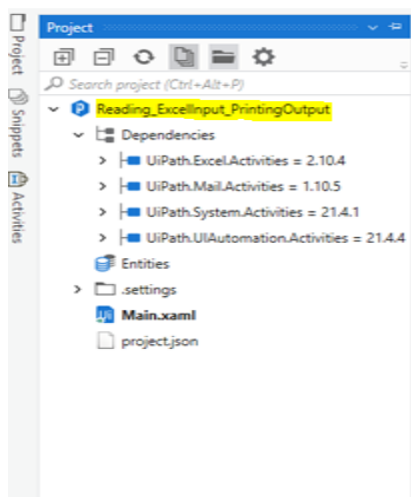 Project
Project
Snippets
Activities
Search project (Ctrl+Alt+P)
Reading_ExcelInput_PrintingOutput
Dependencies
UiPath.Excel.Activities = 2.10.4
UiPath.Mail.Activities = 1.10.5
UiPath.System.Activities = 21.4.1
UiPath.UIAutomation.Activities = 21.4.4
Entities
.settings
Main.xaml
project.json